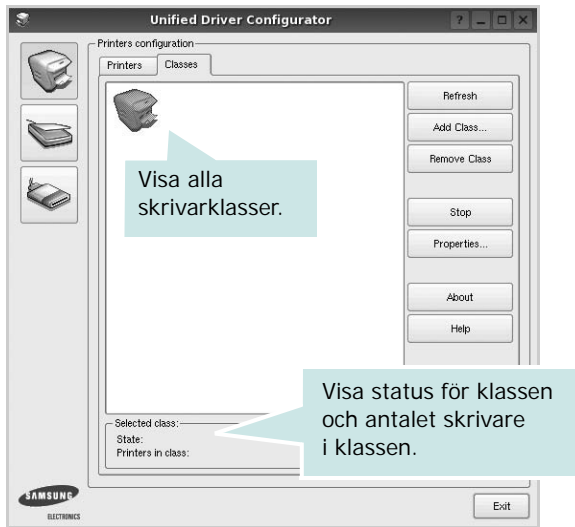 Unified Driver Configurator
Printers configuration
Printers
Classes
Refresh
Add Class...
Remove Class
Visa alla
skrivarklasser.
Stop
Properties...
About
Help
Visa status för klassen
och antalet skrivare
i klassen.
Selected class:
State:
Printers in class:
SAMSUNG
ELECTRONICS
Exit